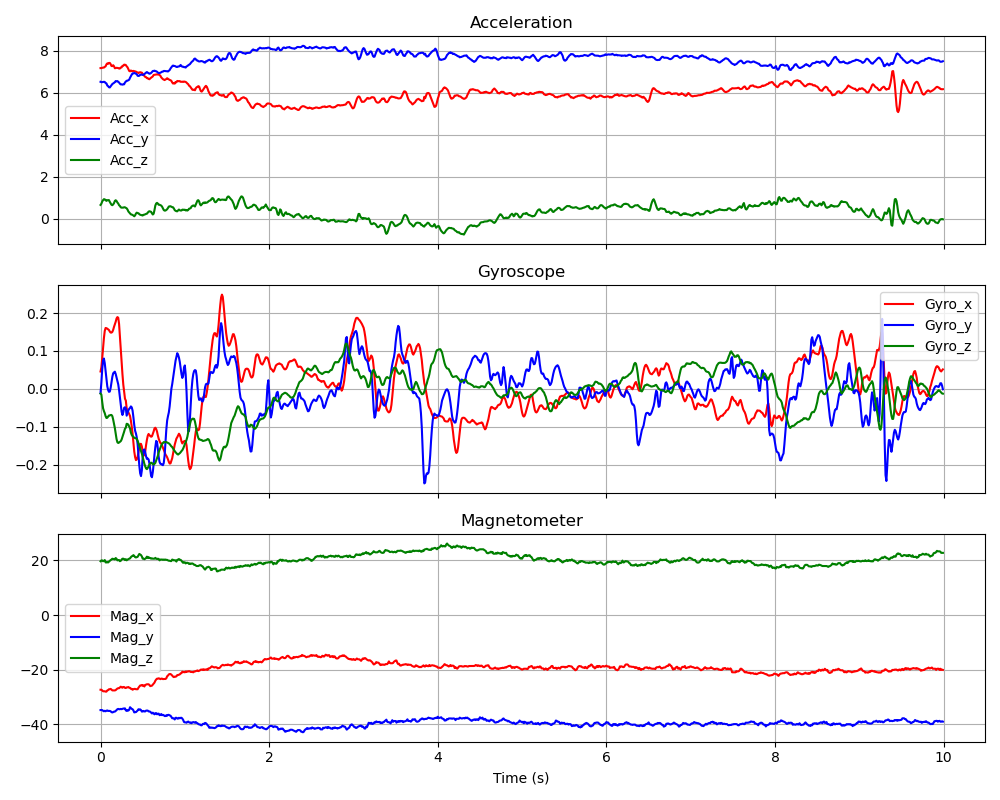 Acceleration
8
6
4
2
0
Acc_x
Acc_y
Acc_z
Gyroscope
0.2
0.1
0.0
−0.1
−0.2
Gyro_x
Gyro_y
Gyro_z
Magnetometer
20
0
−20
−40
Mag_x
Mag_y
Mag_z
0 2 4 6 8 10
Time (s)